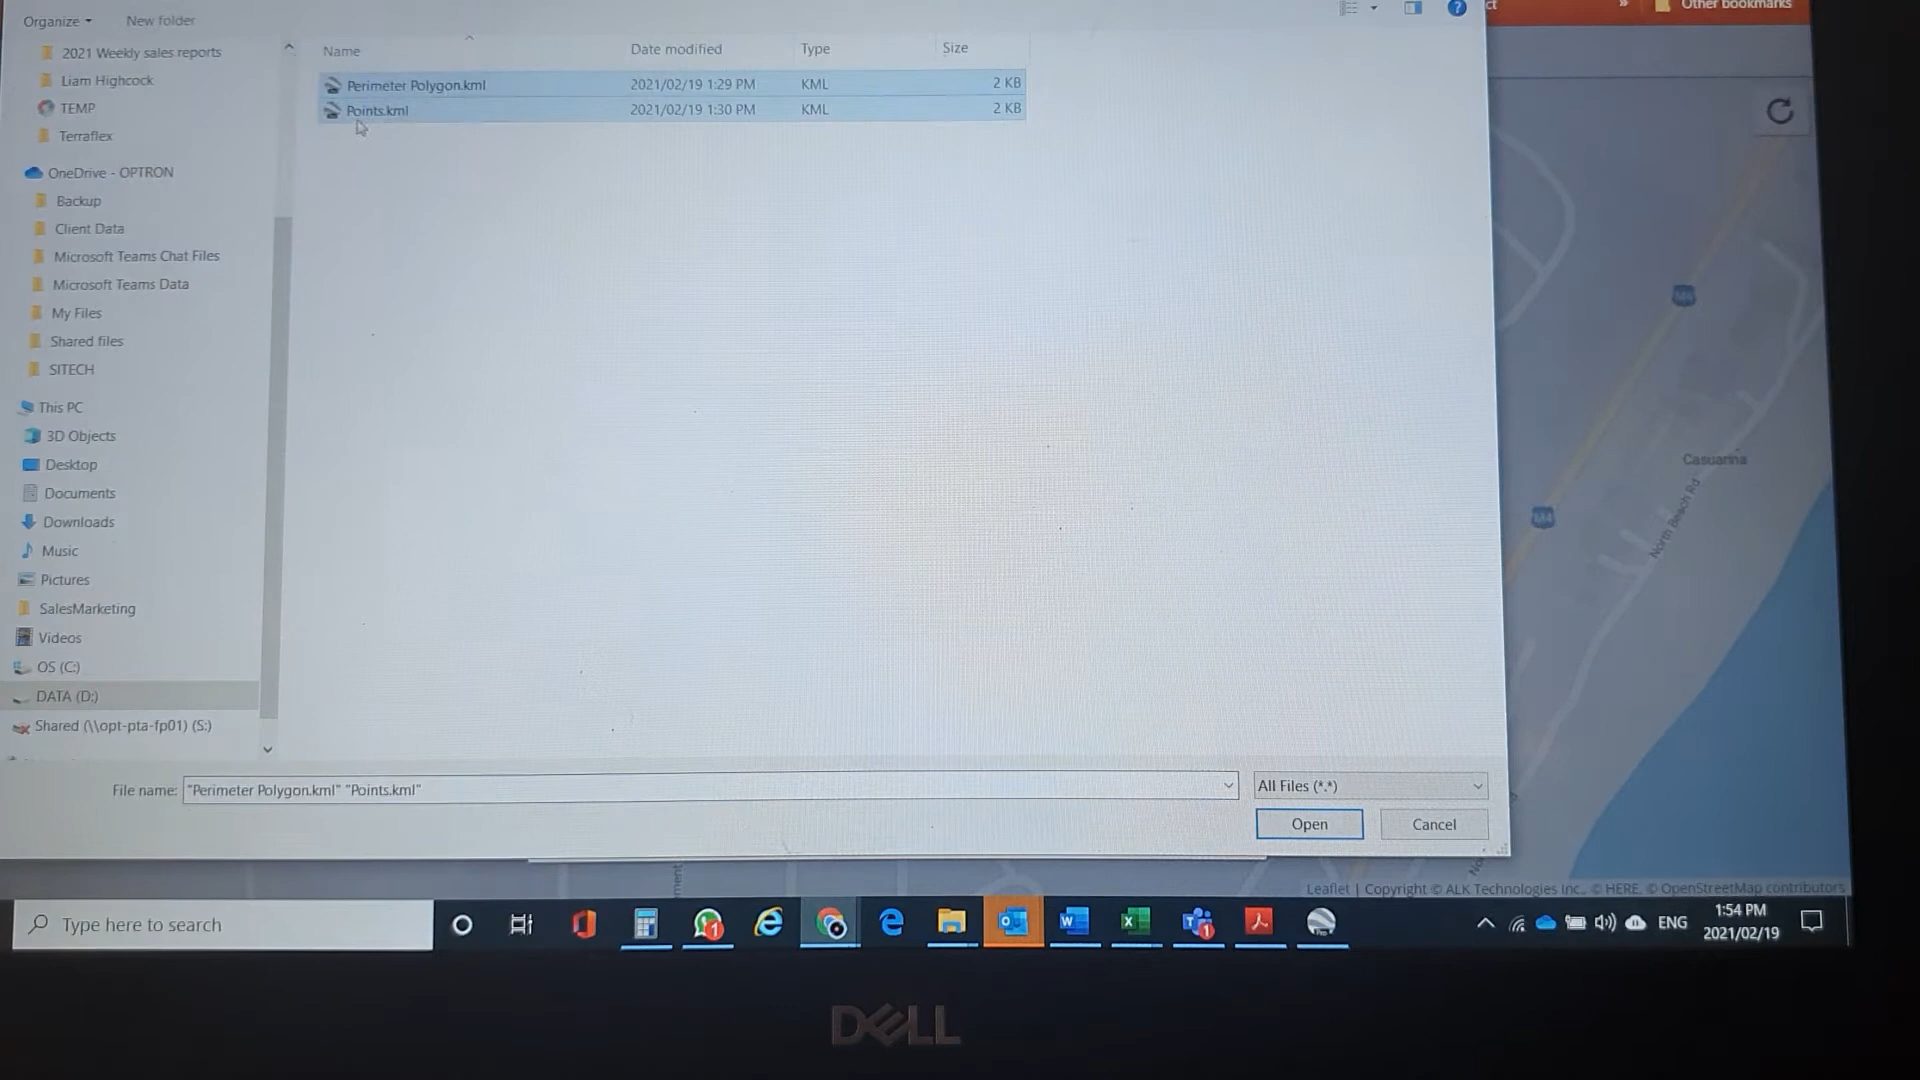 Organize
New folder
Other bookmarks
ct
Name
Date modified
Type
Size
2021 Weekly sales reports
Liam Highcock
TEMP
Terraflex
OneDrive - OPTRON
Backup
Client Data
Microsoft Teams Chat Files
Microsoft Teams Data
My Files
Shared files
SITECH
This PC
3D Objects
Desktop
Documents
Downloads
Music
Pictures
SalesMarketing
Videos
OS (C:)
DATA (D:)
Shared (\\opt-pta-fp01) (S:)
Perimeter Polygon.kml 2021/02/19 1:29 PM KML 2 KB
Points.kml 2021/02/19 1:30 PM KML 2 KB
Casuarina
North Beach Rd
M4
File name: "Perimeter Polygon.kml" "Points.kml"
All Files (*.*)
Open
Cancel
Leaflet | Copyright © ALK Technologies Inc., © HERE, © OpenStreetMap contributors
Type here to search
ENG
1:54 PM
2021/02/19
DELL